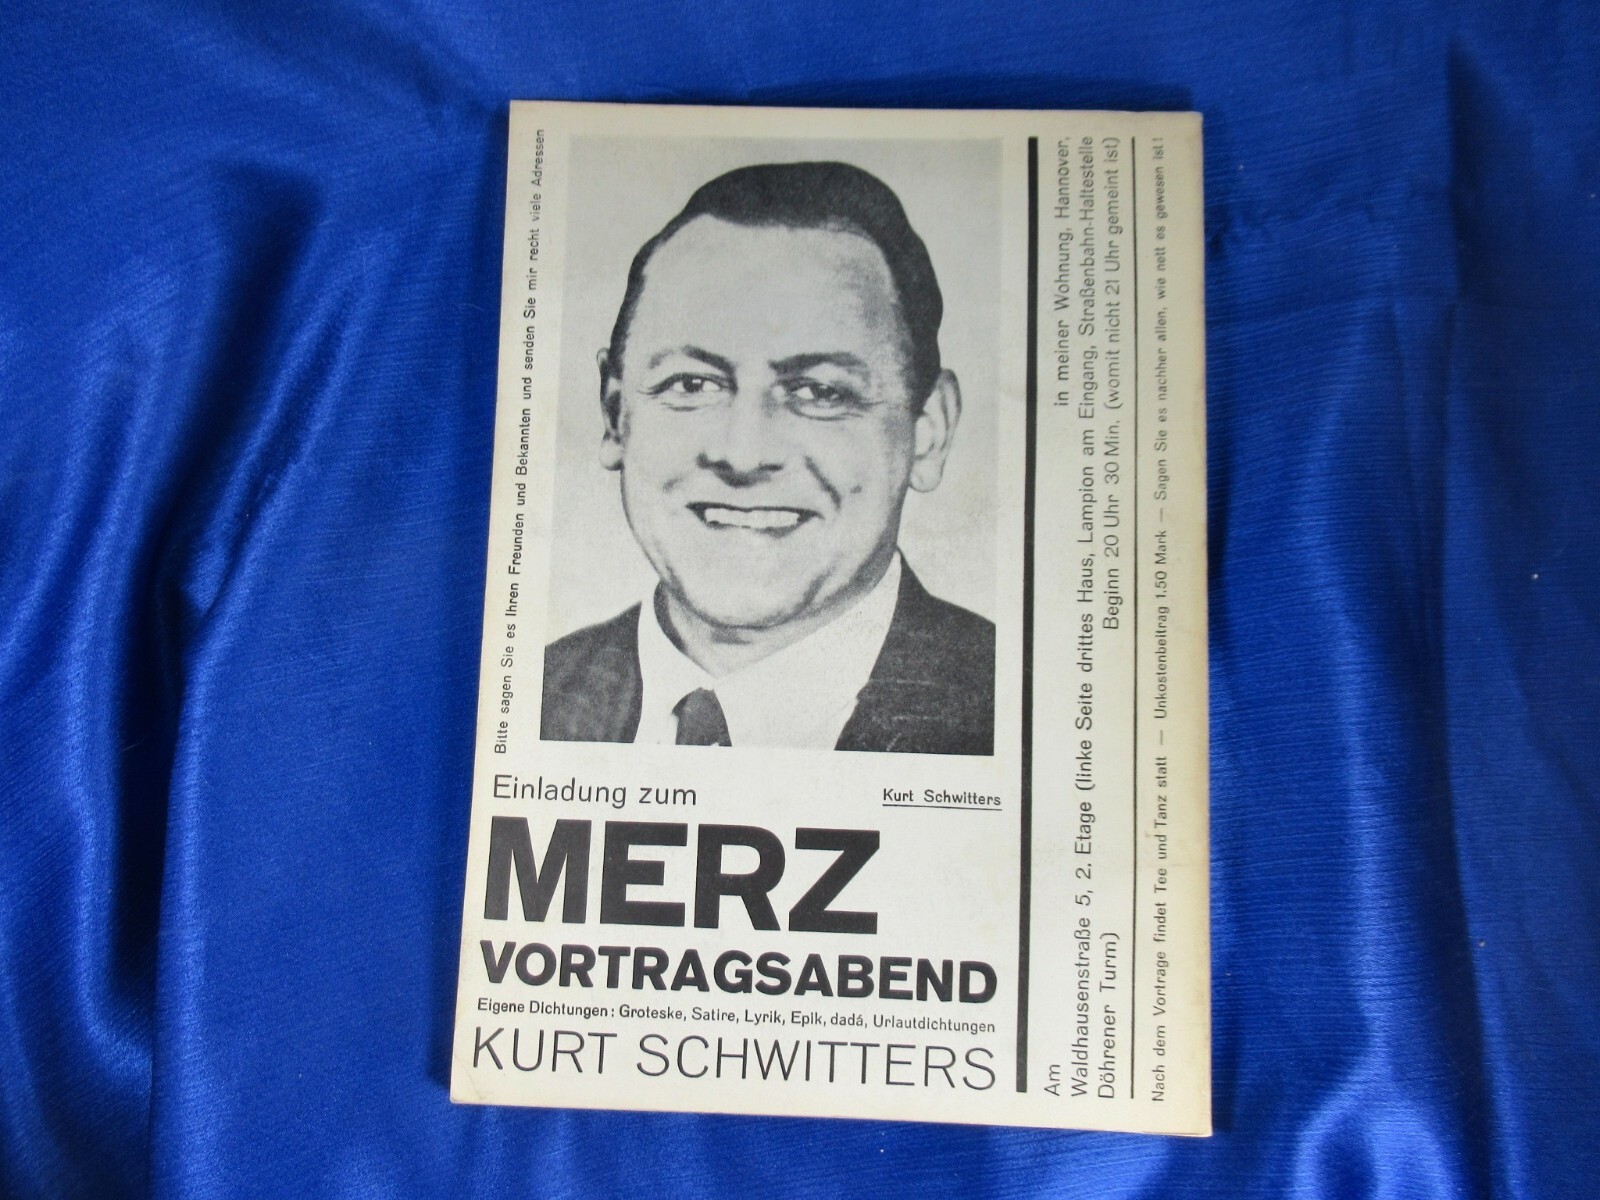 Bitte sagen Sie es Ihren Freunden und Bekannten und senden Sie mir recht viele Adressen
Einladung zum
Kurt Schwitters
MERZ
VORTRAGSABEND
Eigene Dichtungen: Groteske, Satire, Lyrik, Epik, dadá, Urlautdichtungen
KURT SCHWITTERS
Am
in meiner Wohnung, Hannover,
Waldhausenstraße 5, 2. Etage (linke Seite drittes Haus, Lampion am Eingang, Straßenbahn-Haltestelle
Döhrener Turm)
Beginn 20 Uhr 30 Min. (womit nicht 21 Uhr gemeint ist)
Nach dem Vortrage findet Tee und Tanz statt — Unkostenbeitrag 1.50 Mark — Sagen Sie es nachher allen, wie nett es gewesen ist!